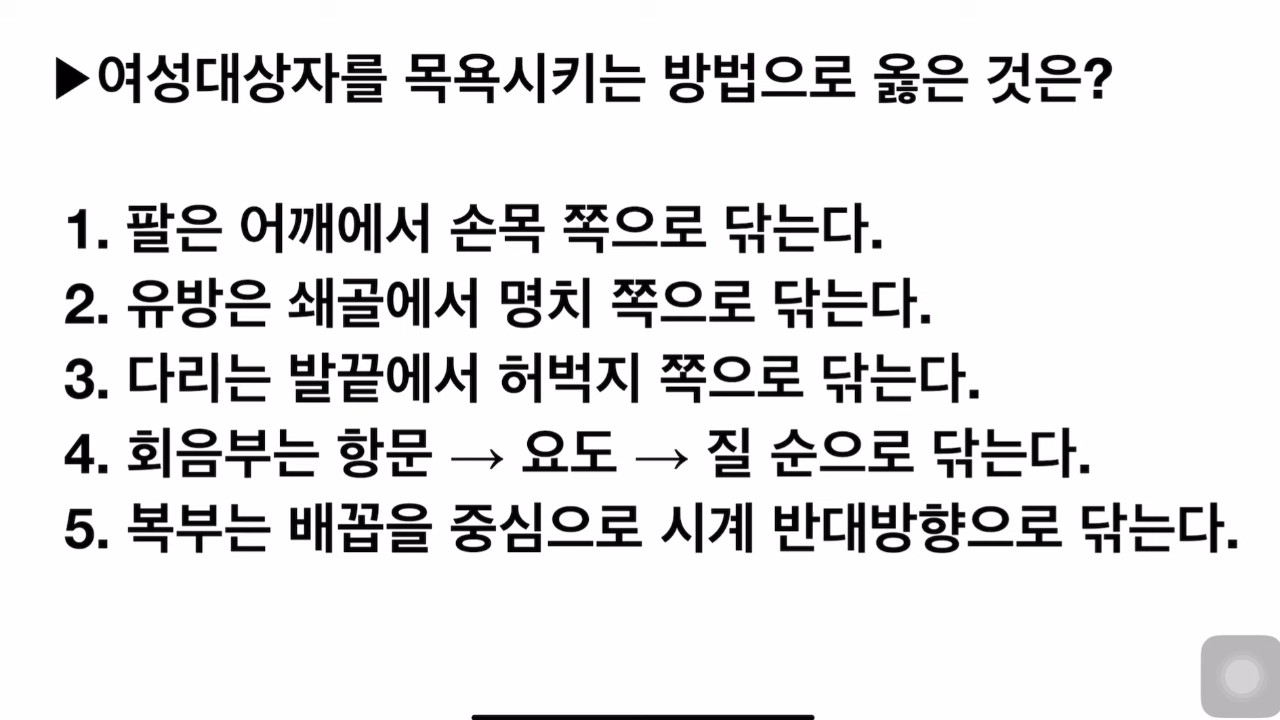 ▶여성대상자를 목욕시키는 방법으로 옳은 것은?
1. 팔은 어깨에서 손목 쪽으로 닦는다.
2. 유방은 쇄골에서 명치 쪽으로 닦는다.
3. 다리는 발끝에서 허벅지 쪽으로 닦는다.
4. 회음부는 항문 → 요도 → 질 순으로 닦는다.
5. 복부는 배꼽을 중심으로 시계 반대방향으로 닦는다.